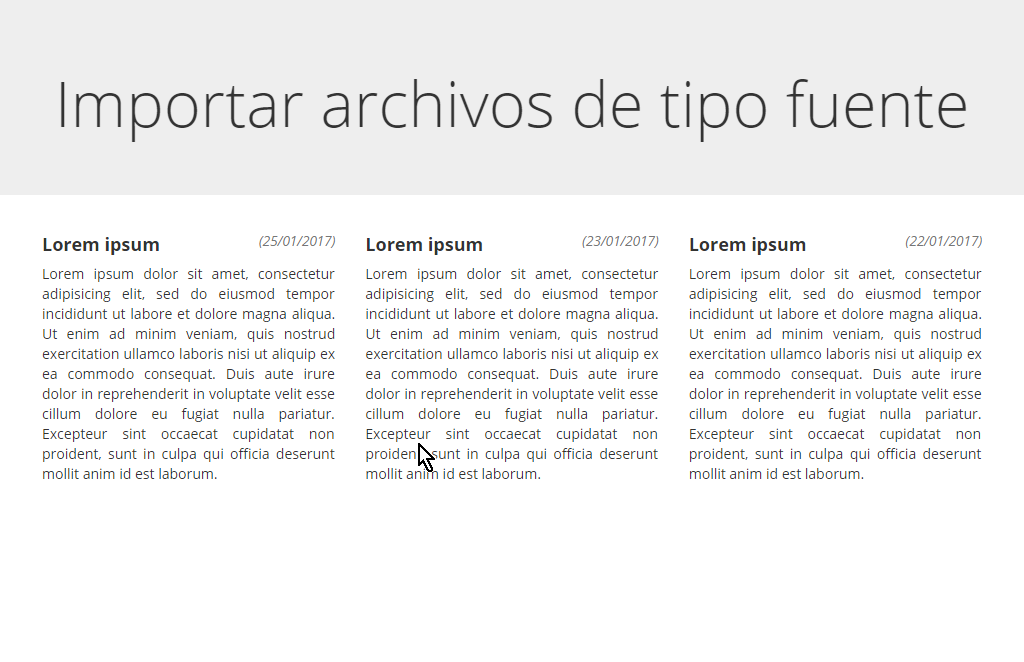 Importar archivos de tipo fuente
Lorem ipsum (25/01/2017)
Lorem ipsum dolor sit amet, consectetur
adipisicing elit, sed do eiusmod tempor
incididunt ut labore et dolore magna aliqua.
Ut enim ad minim veniam, quis nostrud
exercitation ullamco laboris nisi ut aliquip ex
ea commodo consequat. Duis aute irure
dolor in reprehenderit in voluptate velit esse
cillum dolore eu fugiat nulla pariatur.
Excepteur sint occaecat cupidatat non
proident, sunt in culpa qui officia deserunt
mollit anim id est laborum.
Lorem ipsum (23/01/2017)
Lorem ipsum dolor sit amet, consectetur
adipisicing elit, sed do eiusmod tempor
incididunt ut labore et dolore magna aliqua.
Ut enim ad minim veniam, quis nostrud
exercitation ullamco laboris nisi ut aliquip ex
ea commodo consequat. Duis aute irure
dolor in reprehenderit in voluptate velit esse
cillum dolore eu fugiat nulla pariatur.
Excepteur sint occaecat cupidatat non
proident, sunt in culpa qui officia deserunt
mollit anim id est laborum.
Lorem ipsum (22/01/2017)
Lorem ipsum dolor sit amet, consectetur
adipisicing elit, sed do eiusmod tempor
incididunt ut labore et dolore magna aliqua.
Ut enim ad minim veniam, quis nostrud
exercitation ullamco laboris nisi ut aliquip ex
ea commodo consequat. Duis aute irure
dolor in reprehenderit in voluptate velit esse
cillum dolore eu fugiat nulla pariatur.
Excepteur sint occaecat cupidatat non
proident, sunt in culpa qui officia deserunt
mollit anim id est laborum.